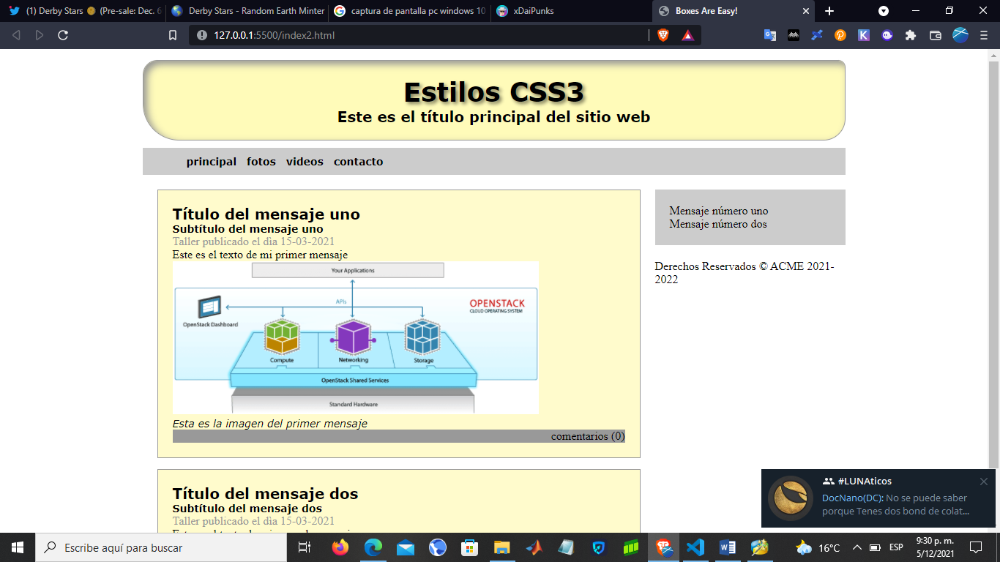 (1) Derby Stars (Pre-sale: Dec. 6
Derby Stars - Random Earth Minter
captura de pantalla pc windows 10
xDaiPunks
Boxes Are Easy!
127.0.0.1:5500/index2.html
Estilos CSS3
Este es el título principal del sitio web
principal fotos videos contacto
Título del mensaje uno
Subtítulo del mensaje uno
Taller publicado el dìa 15-03-2021
Este es el texto de mi primer mensaje
Your Applications
APIs
OPENSTACK
CLOUD OPERATING SYSTEM
OpenStack Dashboard
Compute
Networking
Storage
OpenStack Shared Services
Standard Hardware
Esta es la imagen del primer mensaje
comentarios (0)
Título del mensaje dos
Subtítulo del mensaje dos
Taller publicado el dìa 15-03-2021
Mensaje número uno
Mensaje número dos
Derechos Reservados © ACME 2021-
2022
#LUNAticos
DocNano(DC): No se puede saber
porque Tenes dos bond de colat...
Escribe aquí para buscar
16°C
ESP
9:30 p. m.
5/12/2021